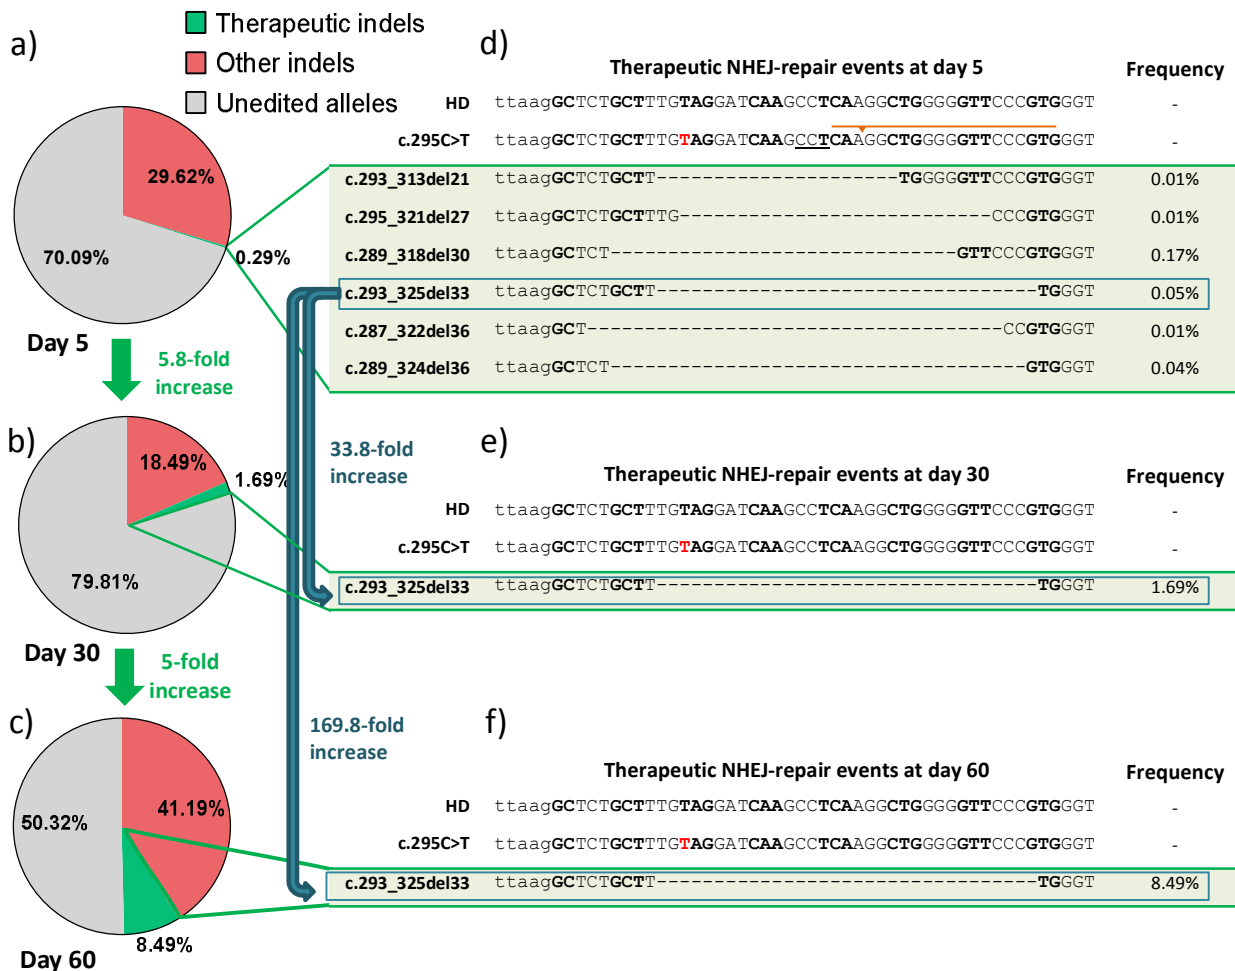 a)
Therapeutic indels
Other indels
Unedited alleles
29.62%
70.09%
0.29%
Day 5
5.8-fold
increase
b)
18.49%
1.69%
79.81%
Day 30
5-fold
increase
c)
50.32%
41.19%
8.49%
Day 60
33.8-fold
increase
169.8-fold
increase
d)
Therapeutic NHEJ-repair events at day 5 Frequency
HD ttaagGCTCTGCTTTGTAGGATCAAGCCTCAAGGCTGGGGGTTCCCGTGGGT -
c.295C>T ttaagGCTCTGCTTTGTAGGATCAAGCCTCAAGGCTGGGGGTTCCCGTGGGT -
c.293_313del21 ttaagGCTCTGCTT---------------------TGGGGGTTCCCGTGGGT 0.01%
c.295_321del27 ttaagGCTCTGCTTTG---------------------------CCCGTGGGT 0.01%
c.289_318del30 ttaagGCTCT------------------------------GTTCCCGTGGGT 0.17%
c.293_325del33 ttaagGCTCTGCTT---------------------------------TGGGT 0.05%
c.287_322del36 ttaagGCT------------------------------------CCGTGGGT 0.01%
c.289_324del36 ttaagGCTCT------------------------------------GTGGGT 0.04%
e)
Therapeutic NHEJ-repair events at day 30 Frequency
HD ttaagGCTCTGCTTTGTAGGATCAAGCCTCAAGGCTGGGGGTTCCCGTGGGT -
c.295C>T ttaagGCTCTGCTTTGTAGGATCAAGCCTCAAGGCTGGGGGTTCCCGTGGGT -
c.293_325del33 ttaagGCTCTGCTT---------------------------------TGGGT 1.69%
f)
Therapeutic NHEJ-repair events at day 60 Frequency
HD ttaagGCTCTGCTTTGTAGGATCAAGCCTCAAGGCTGGGGGTTCCCGTGGGT -
c.295C>T ttaagGCTCTGCTTTGTAGGATCAAGCCTCAAGGCTGGGGGTTCCCGTGGGT -
c.293_325del33 ttaagGCTCTGCTT---------------------------------TGGGT 8.49%